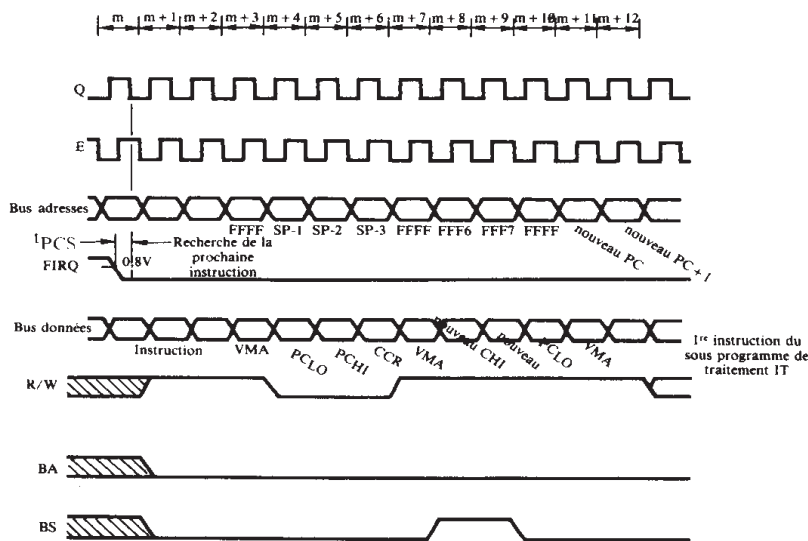 m m + 1 m + 2 m + 3 m + 4 m + 5 m + 6 m + 7 m + 8 m + 9 m + 10 m + 11 m + 12
Q
E
Bus adresses
FFFF SP-1 SP-2 SP-3 FFFF FFF6 FFF7 FFFF nouveau PC nouveau PC + 1
tPCS
Recherche de la
prochaine
instruction
FIRQ
0.8V
Bus données
Instruction VMA PCLO PCHI CCR VMA nouveau CHI nouveau PCLO VMA
1re instruction du
sous programme de
traitement IT
R/W
BA
BS